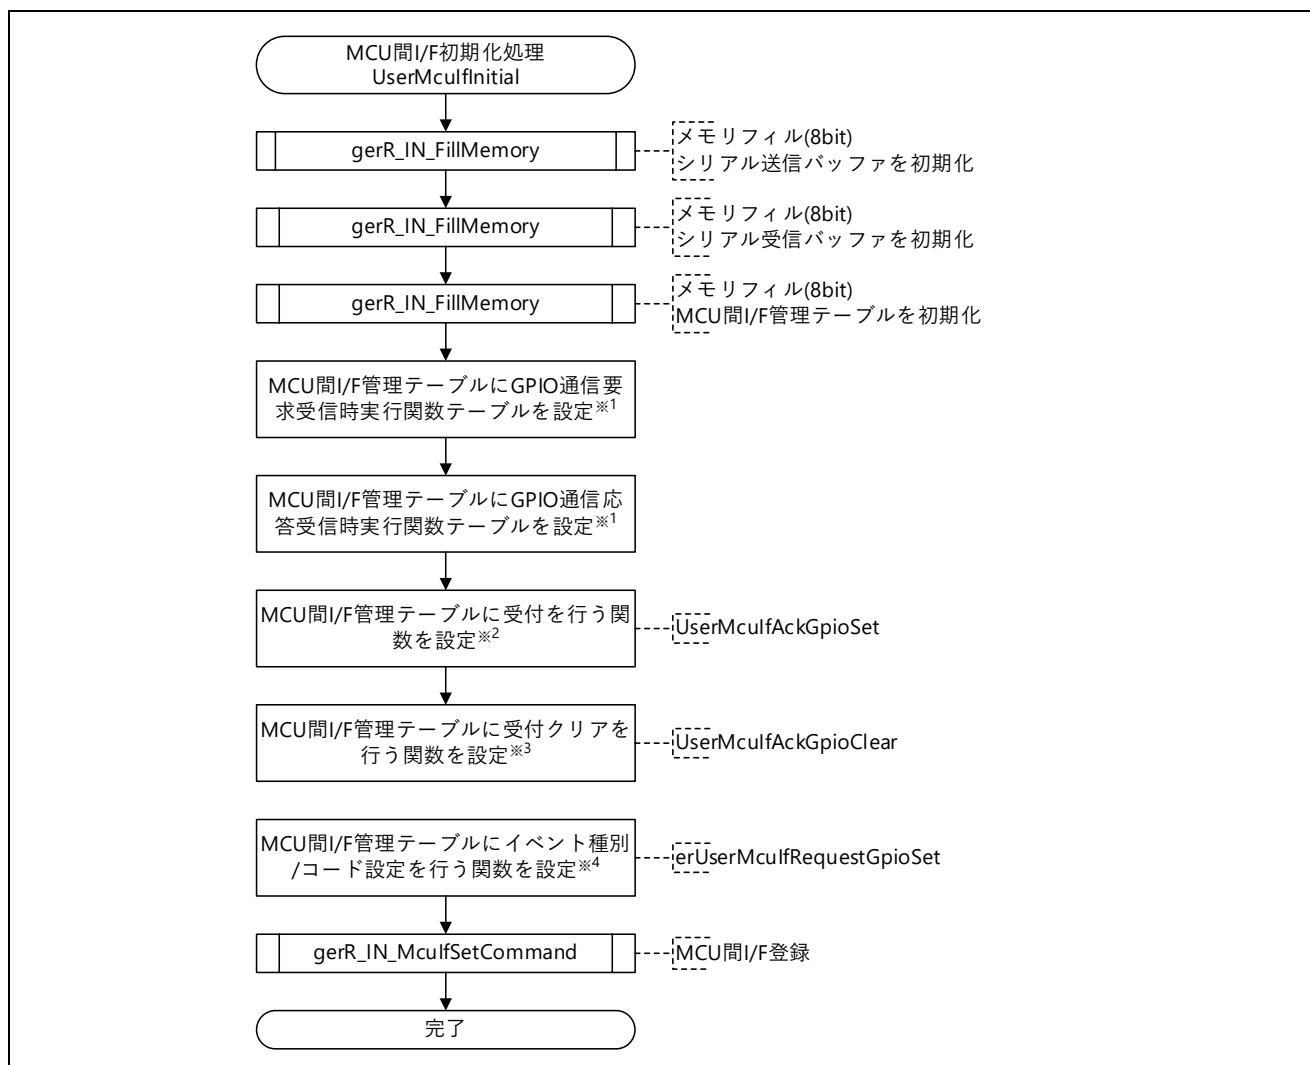 MCU間I/F初期化処理
UserMcuIfInitial
gerR_IN_FillMemory
メモリフィル(8bit)
シリアル送信バッファを初期化
gerR_IN_FillMemory
メモリフィル(8bit)
シリアル受信バッファを初期化
gerR_IN_FillMemory
メモリフィル(8bit)
MCU間I/F管理テーブルを初期化
MCU間I/F管理テーブルにGPIO通信要
求受信時実行関数テーブルを設定※1
MCU間I/F管理テーブルにGPIO通信応
答受信時実行関数テーブルを設定※1
MCU間I/F管理テーブルに受付を行う関
数を設定※2
UserMcuIfAckGpioSet
MCU間I/F管理テーブルに受付クリアを
行う関数を設定※3
UserMcuIfAckGpioClear
MCU間I/F管理テーブルにイベント種別
/コード設定を行う関数を設定※4
erUserMcuIfRequestGpioSet
gerR_IN_McuIfSetCommand
MCU間I/F登録
完了